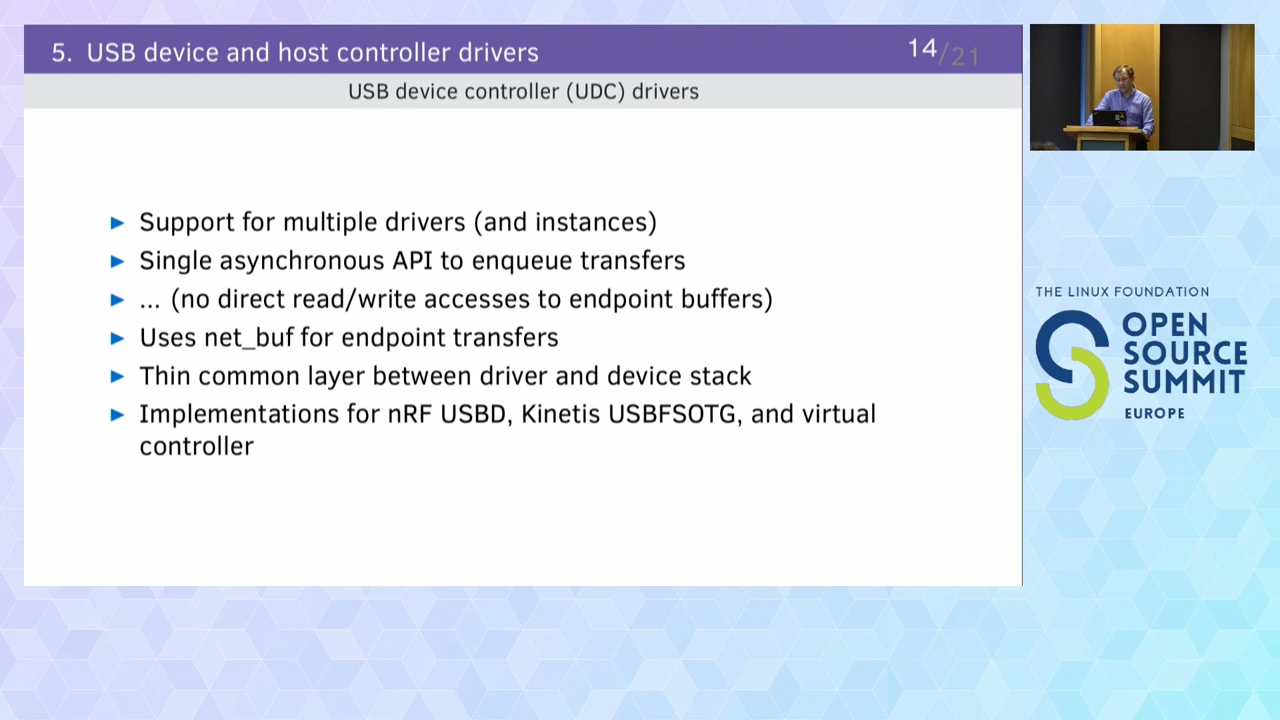 5. USB device and host controller drivers
14/21
USB device controller (UDC) drivers
► Support for multiple drivers (and instances)
► Single asynchronous API to enqueue transfers
► ... (no direct read/write accesses to endpoint buffers)
► Uses net_buf for endpoint transfers
► Thin common layer between driver and device stack
► Implementations for nRF USBD, Kinetis USBFSOTG, and virtual
controller
THE LINUX FOUNDATION
OPEN
SOURCE
SUMMIT
EUROPE